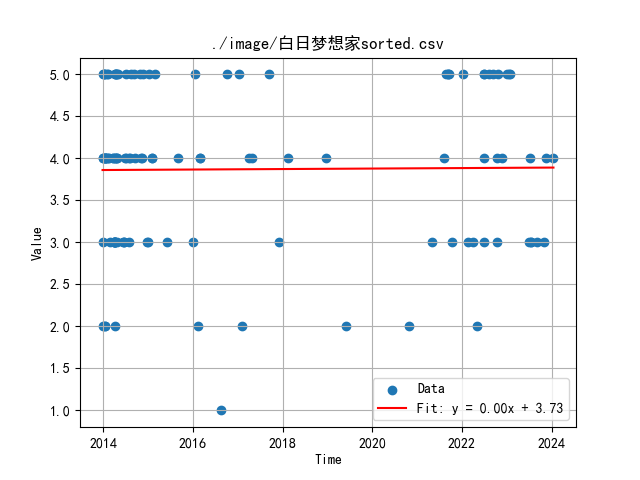 ./image/白日梦想家sorted.csv
5.0
4.5
4.0
3.5
3.0
2.5
2.0
1.5
1.0
Value
2014 2016 2018 2020 2022 2024
Time
Data
Fit: y = 0.00x + 3.73